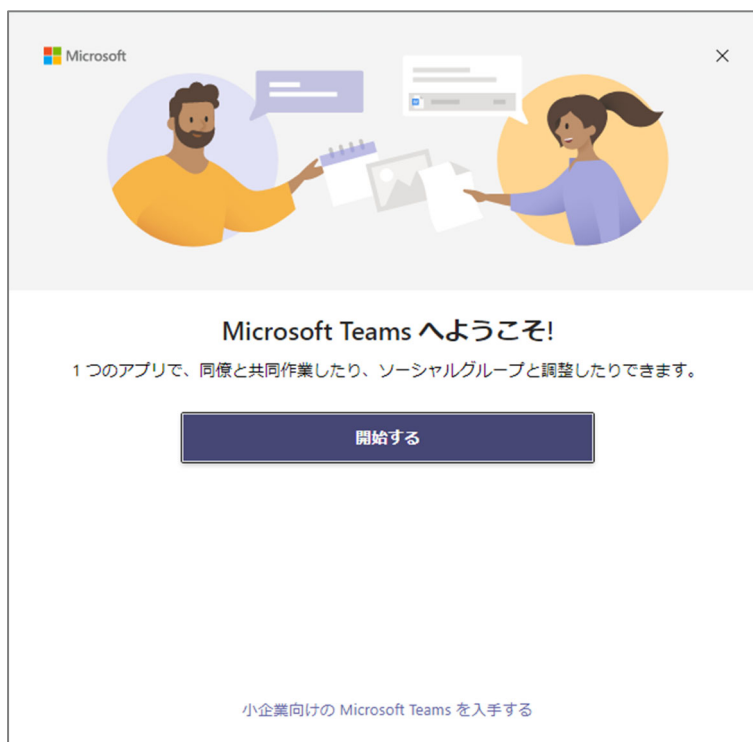 Microsoft
Microsoft Teams へようこそ!
1 つのアプリで、同僚と共同作業したり、ソーシャルグループと調整したりできます。
開始する
小企業向けの Microsoft Teams を入手する